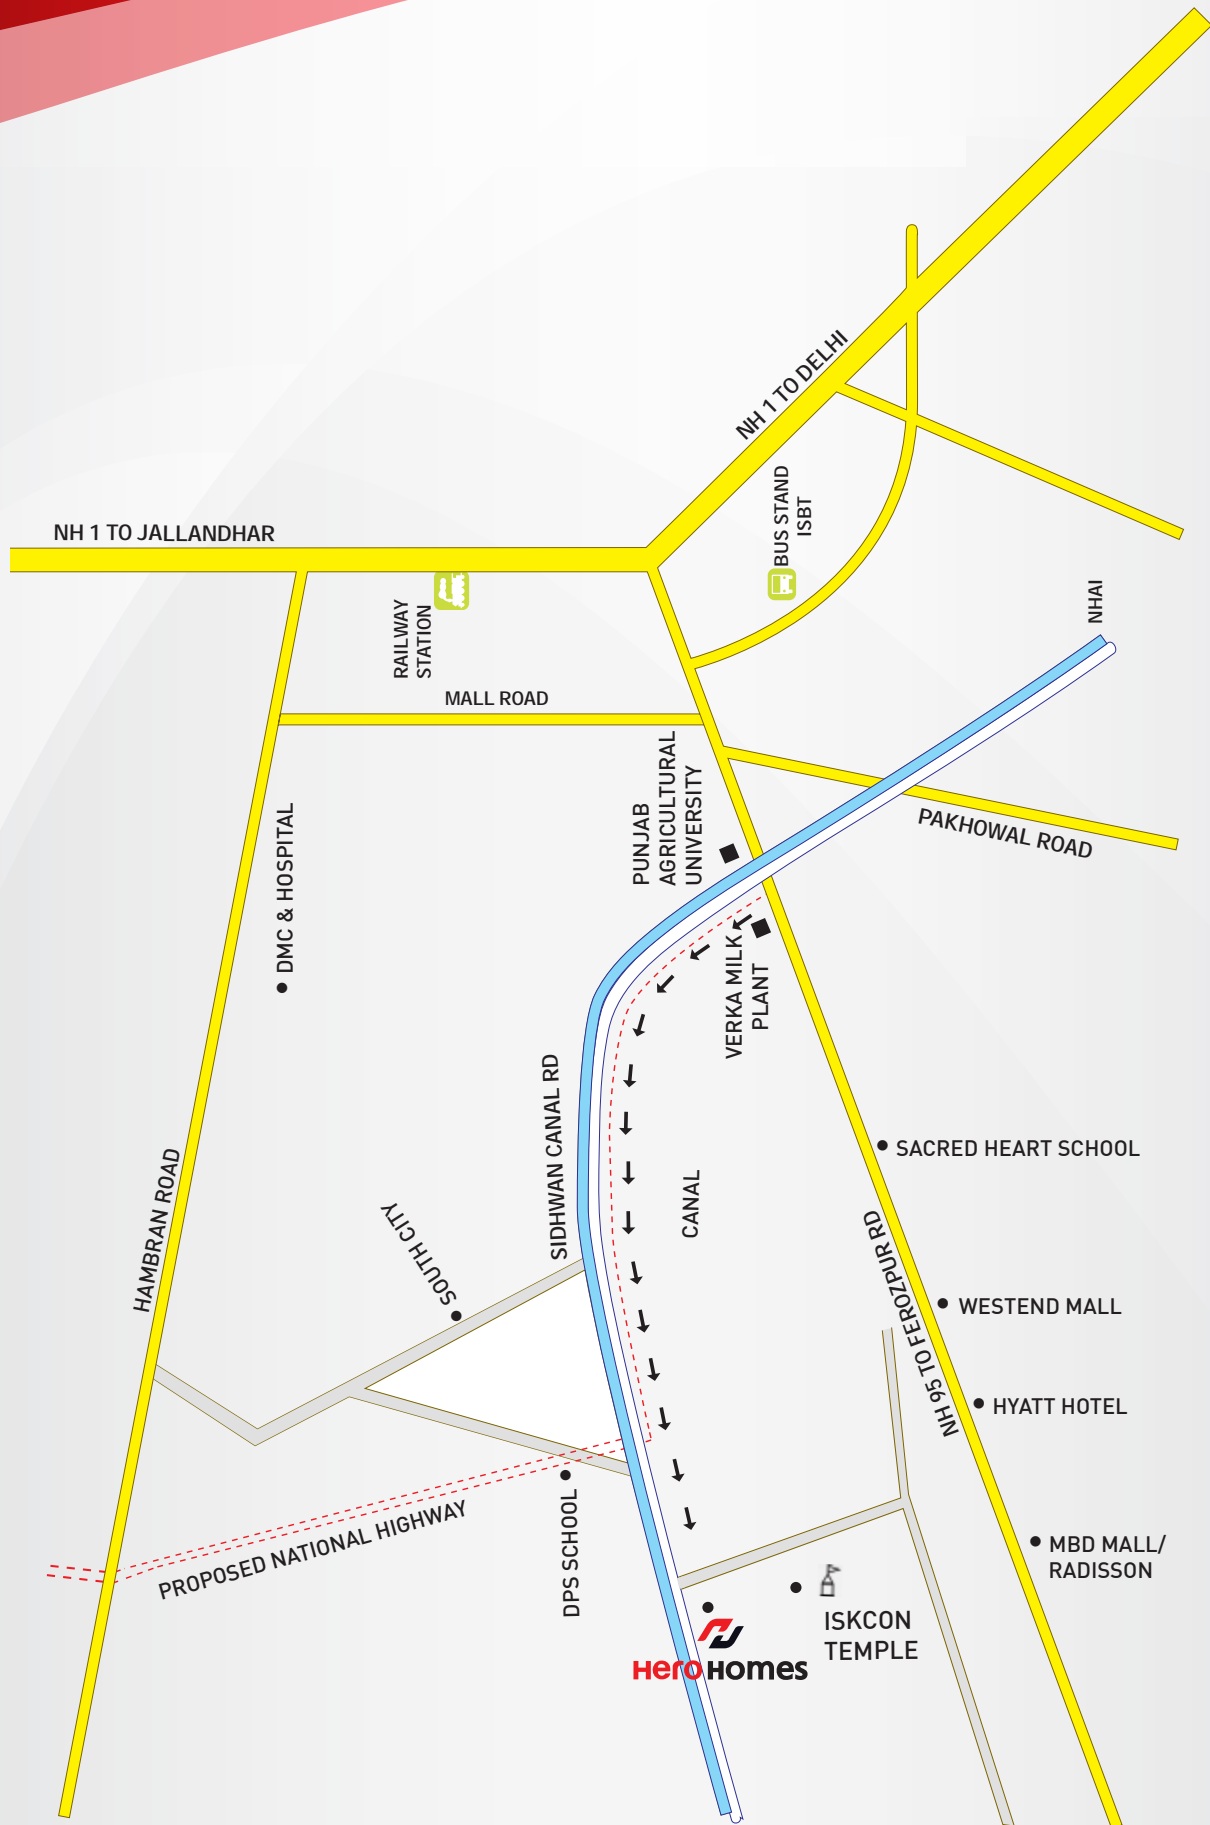 NH 1 TO DELHI
BUS STAND
ISBT
NH 1 TO JALLANDHAR
RAILWAY
STATION
NHAI
MALL ROAD
PUNJAB
AGRICULTURAL
UNIVERSITY
PAKHOWAL ROAD
DMC & HOSPITAL
VERKA MILK
PLANT
SIDHWAN CANAL RD
SACRED HEART SCHOOL
HAMBRAN ROAD
SOUTH CITY
CANAL
NH 95 TO FEROZPUR RD
WESTEND MALL
HYATT HOTEL
PROPOSED NATIONAL HIGHWAY
DPS SCHOOL
MBD MALL/
RADISSON
ISKCON
TEMPLE
Hero Homes